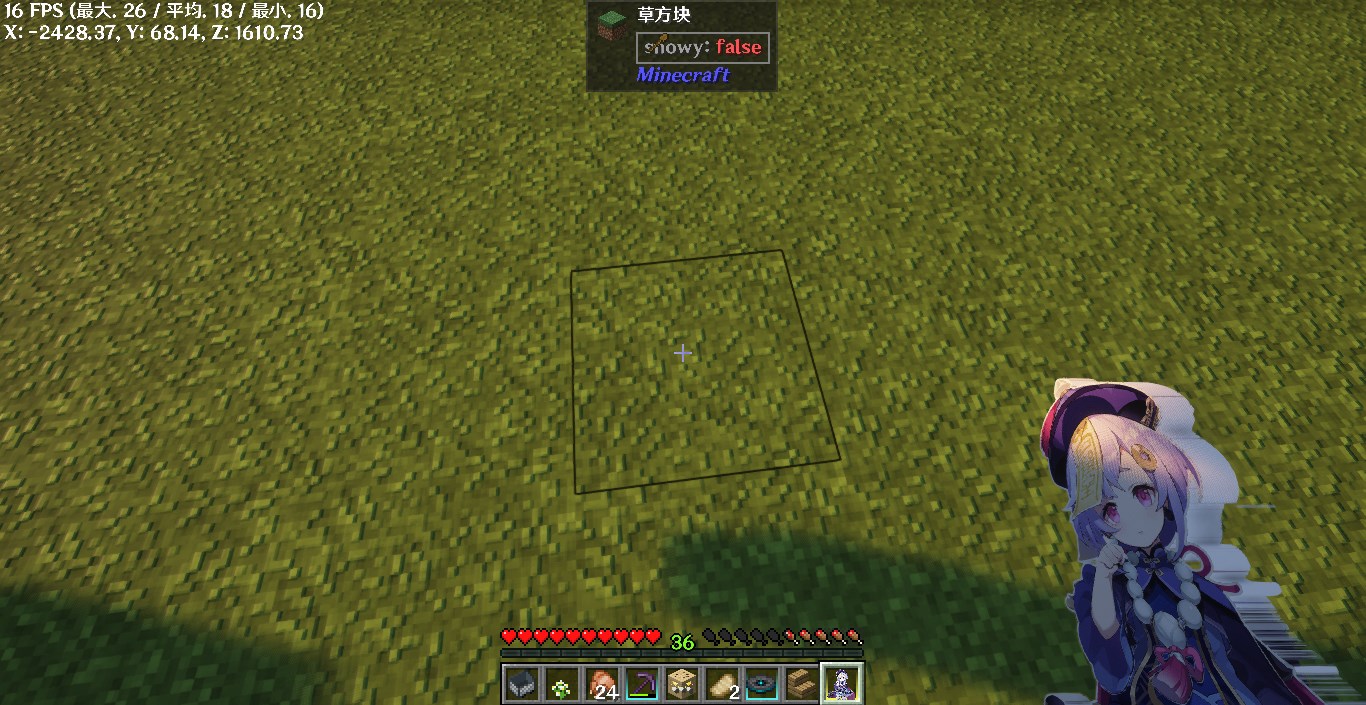 16 FPS (最大. 26 / 平均. 18 / 最小. 16)
X: -2428.37, Y: 68.14, Z: 1610.73
草方块
snowy: false
Minecraft
36
24
2